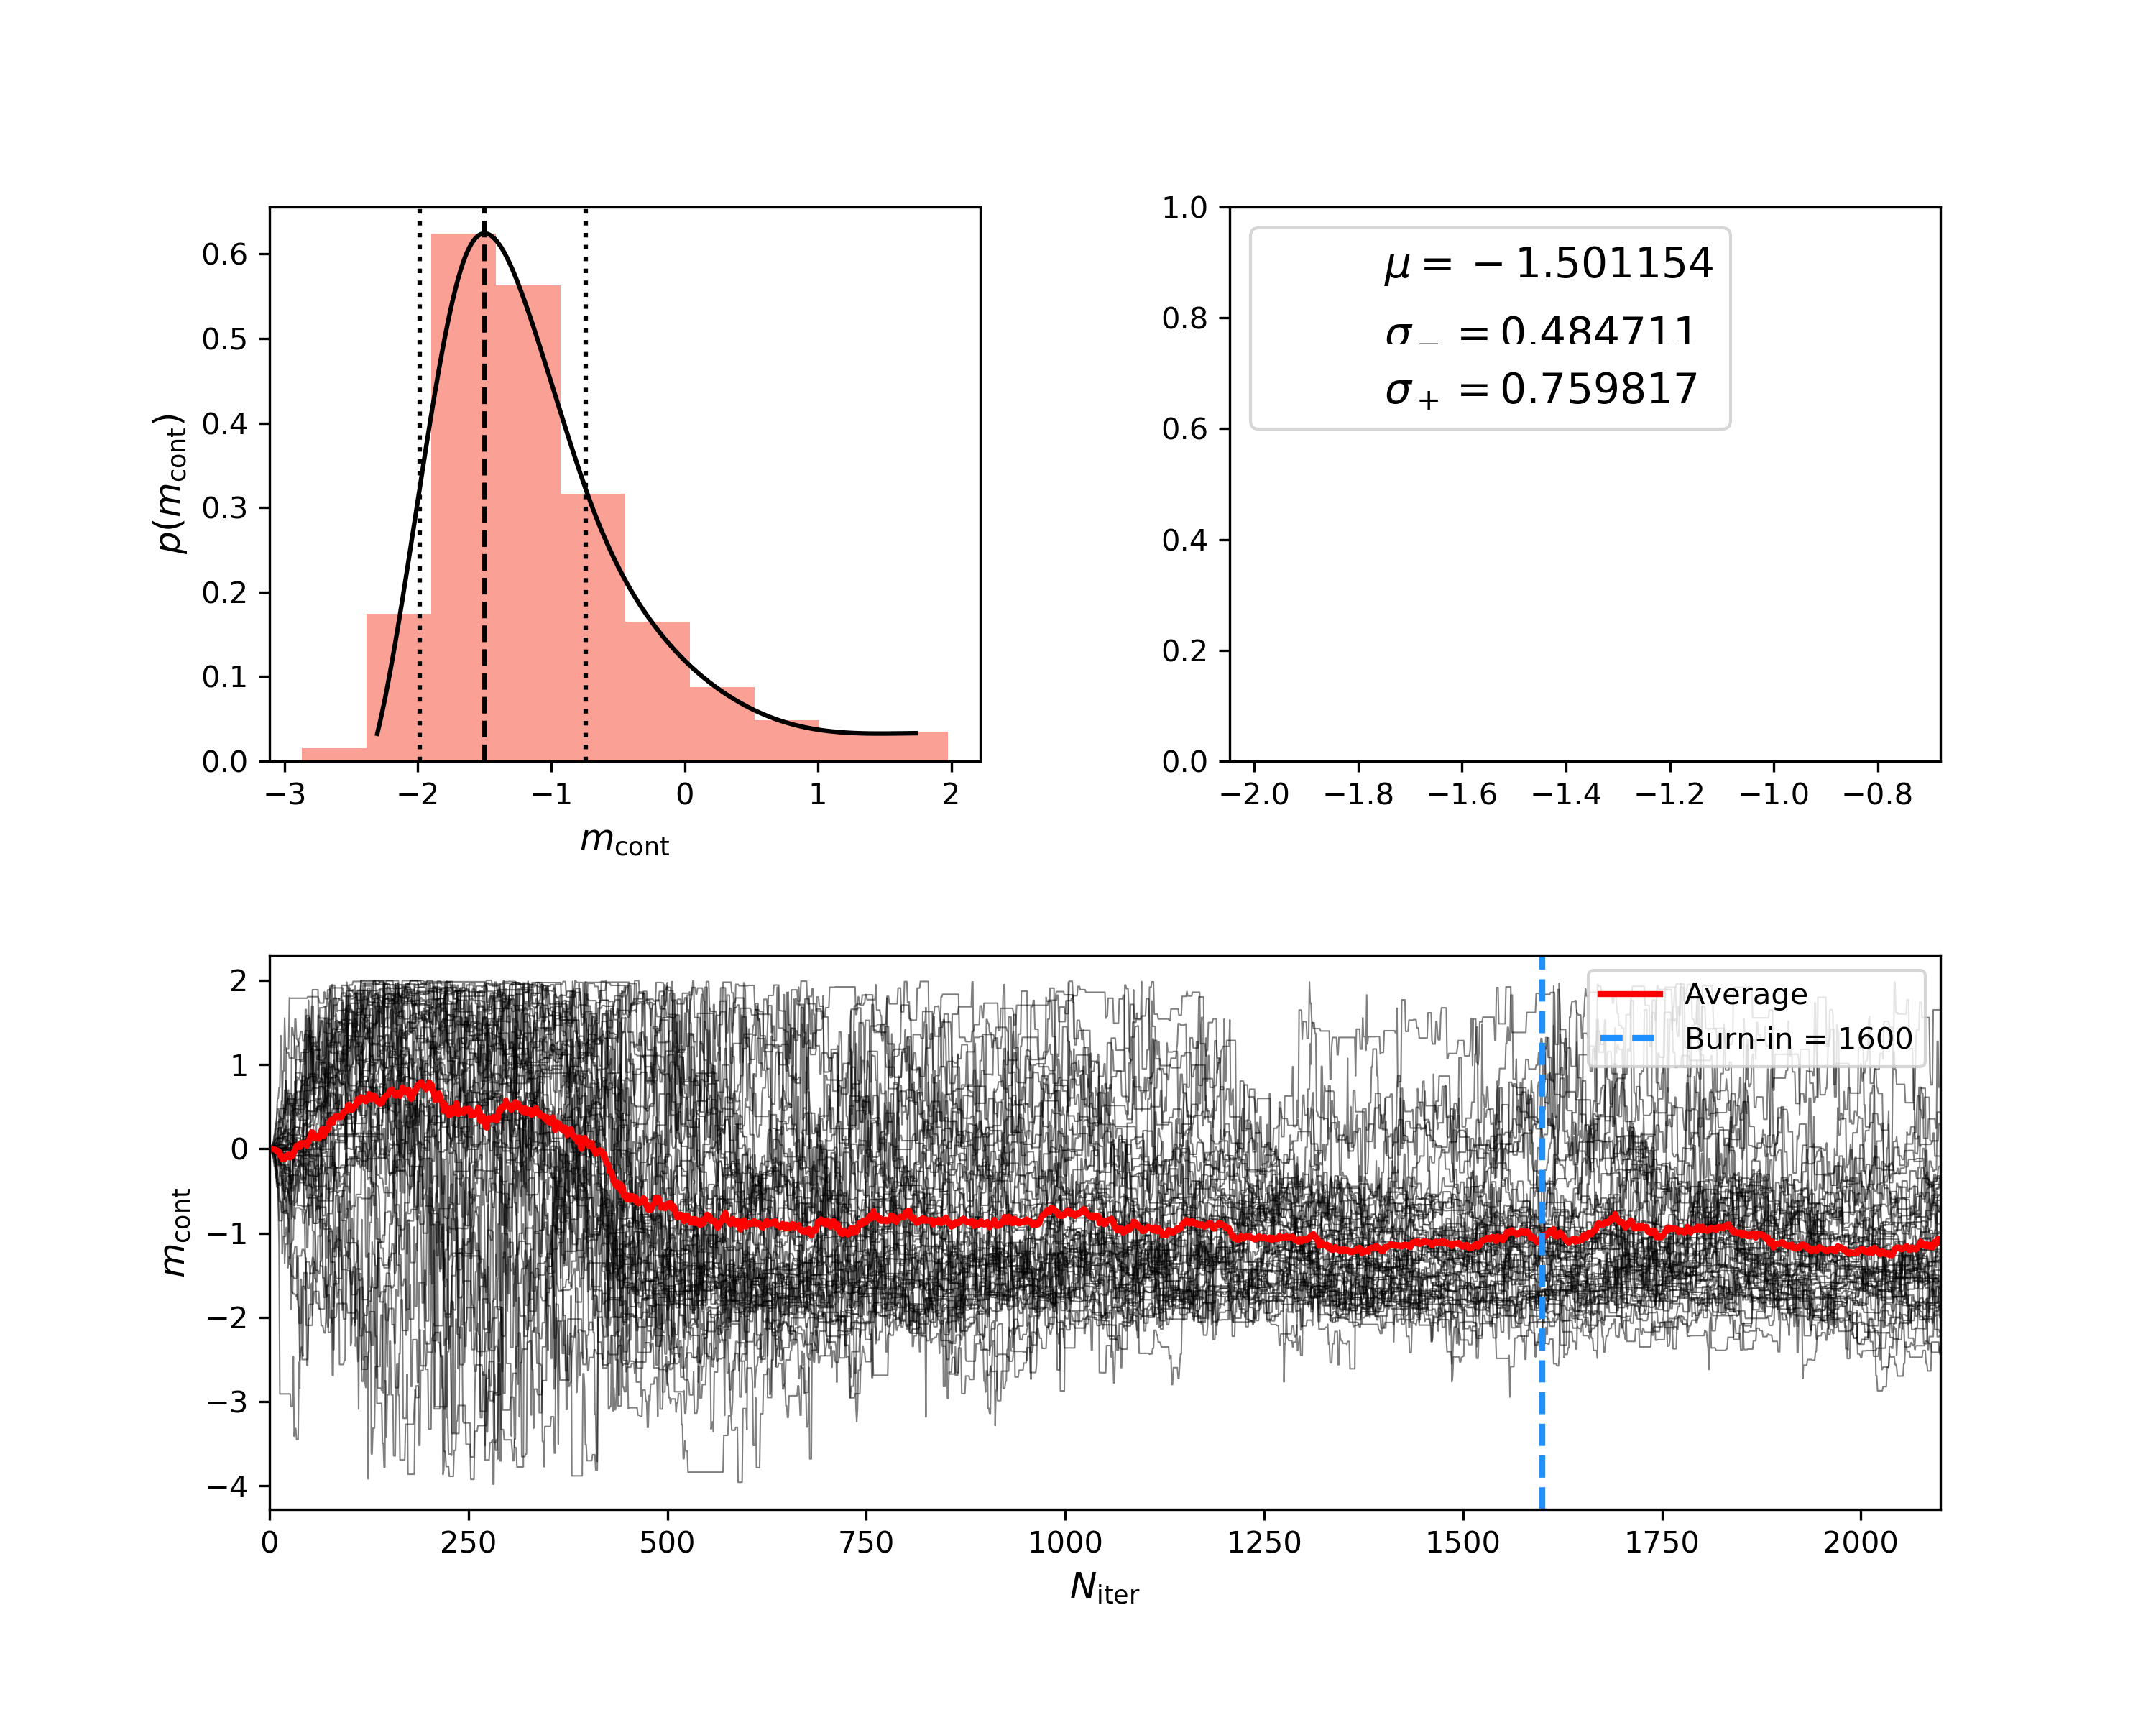 0.6
0.5
0.4
0.3
0.2
0.1
0.0
p(m_cont)
−3 −2 −1 0 1 2
m_cont
1.0
0.8
0.6
0.4
0.2
0.0
μ = −1.501154
σ_− = 0.484711
σ_+ = 0.759817
−2.0 −1.8 −1.6 −1.4 −1.2 −1.0 −0.8
2
1
0
−1
−2
−3
−4
m_cont
Average
Burn-in = 1600
0 250 500 750 1000 1250 1500 1750 2000
N_iter